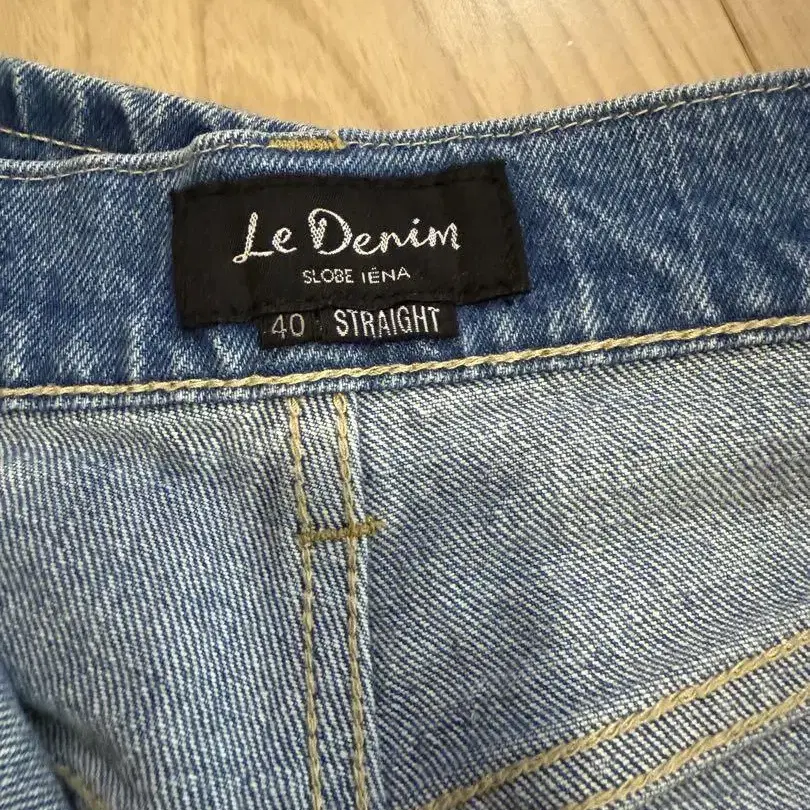 Le Denim
SLOBE IÉNA
40 STRAIGHT